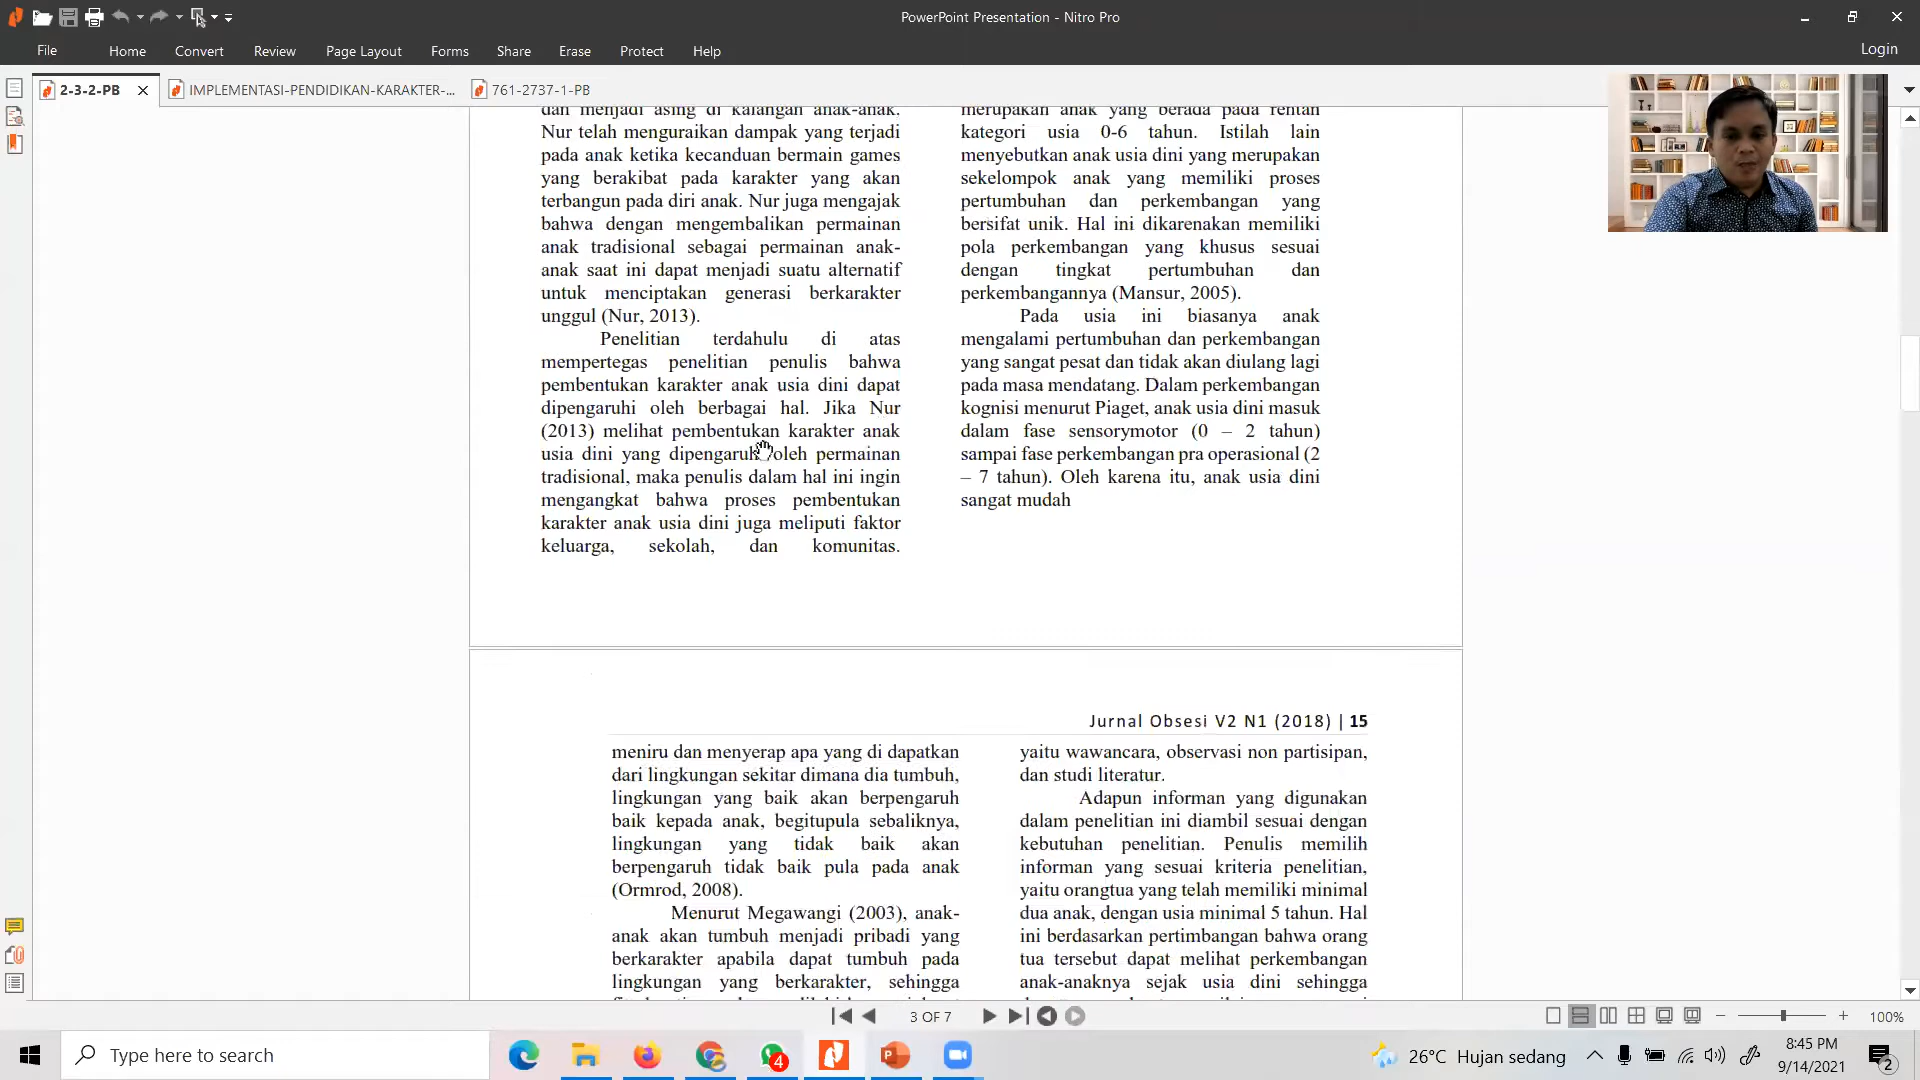 PowerPoint Presentation - Nitro Pro
File Home Convert Review Page Layout Forms Share Erase Protect Help Login
2-3-2-PB
IMPLEMENTASI-PENDIDIKAN-KARAKTER-...
761-2737-1-PB
dan menjadi asing di kalangan anak-anak.
Nur telah menguraikan dampak yang terjadi
pada anak ketika kecanduan bermain games
yang berakibat pada karakter yang akan
terbangun pada diri anak. Nur juga mengajak
bahwa dengan mengembalikan permainan
anak tradisional sebagai permainan anak-
anak saat ini dapat menjadi suatu alternatif
untuk menciptakan generasi berkarakter
unggul (Nur, 2013).
Penelitian terdahulu di atas
mempertegas penelitian penulis bahwa
pembentukan karakter anak usia dini dapat
dipengaruhi oleh berbagai hal. Jika Nur
(2013) melihat pembentukan karakter anak
usia dini yang dipengaruhi oleh permainan
tradisional, maka penulis dalam hal ini ingin
mengangkat bahwa proses pembentukan
karakter anak usia dini juga meliputi faktor
keluarga, sekolah, dan komunitas.
merupakan anak yang berada pada rentan
kategori usia 0-6 tahun. Istilah lain
menyebutkan anak usia dini yang merupakan
sekelompok anak yang memiliki proses
pertumbuhan dan perkembangan yang
bersifat unik. Hal ini dikarenakan memiliki
pola perkembangan yang khusus sesuai
dengan tingkat pertumbuhan dan
perkembangannya (Mansur, 2005).
Pada usia ini biasanya anak
mengalami pertumbuhan dan perkembangan
yang sangat pesat dan tidak akan diulang lagi
pada masa mendatang. Dalam perkembangan
kognisi menurut Piaget, anak usia dini masuk
dalam fase sensorymotor (0 – 2 tahun)
sampai fase perkembangan pra operasional (2
– 7 tahun). Oleh karena itu, anak usia dini
sangat mudah
Jurnal Obsesi V2 N1 (2018) | 15
meniru dan menyerap apa yang di dapatkan
dari lingkungan sekitar dimana dia tumbuh,
lingkungan yang baik akan berpengaruh
baik kepada anak, begitupula sebaliknya,
lingkungan yang tidak baik akan
berpengaruh tidak baik pula pada anak
(Ormrod, 2008).
Menurut Megawangi (2003), anak-
anak akan tumbuh menjadi pribadi yang
berkarakter apabila dapat tumbuh pada
lingkungan yang berkarakter, sehingga
yaitu wawancara, observasi non partisipan,
dan studi literatur.
Adapun informan yang digunakan
dalam penelitian ini diambil sesuai dengan
kebutuhan penelitian. Penulis memilih
informan yang sesuai kriteria penelitian,
yaitu orangtua yang telah memiliki minimal
dua anak, dengan usia minimal 5 tahun. Hal
ini berdasarkan pertimbangan bahwa orang
tua tersebut dapat melihat perkembangan
anak-anaknya sejak usia dini sehingga
3 OF 7
100%
Type here to search
4
26°C Hujan sedang
8:45 PM
9/14/2021
2